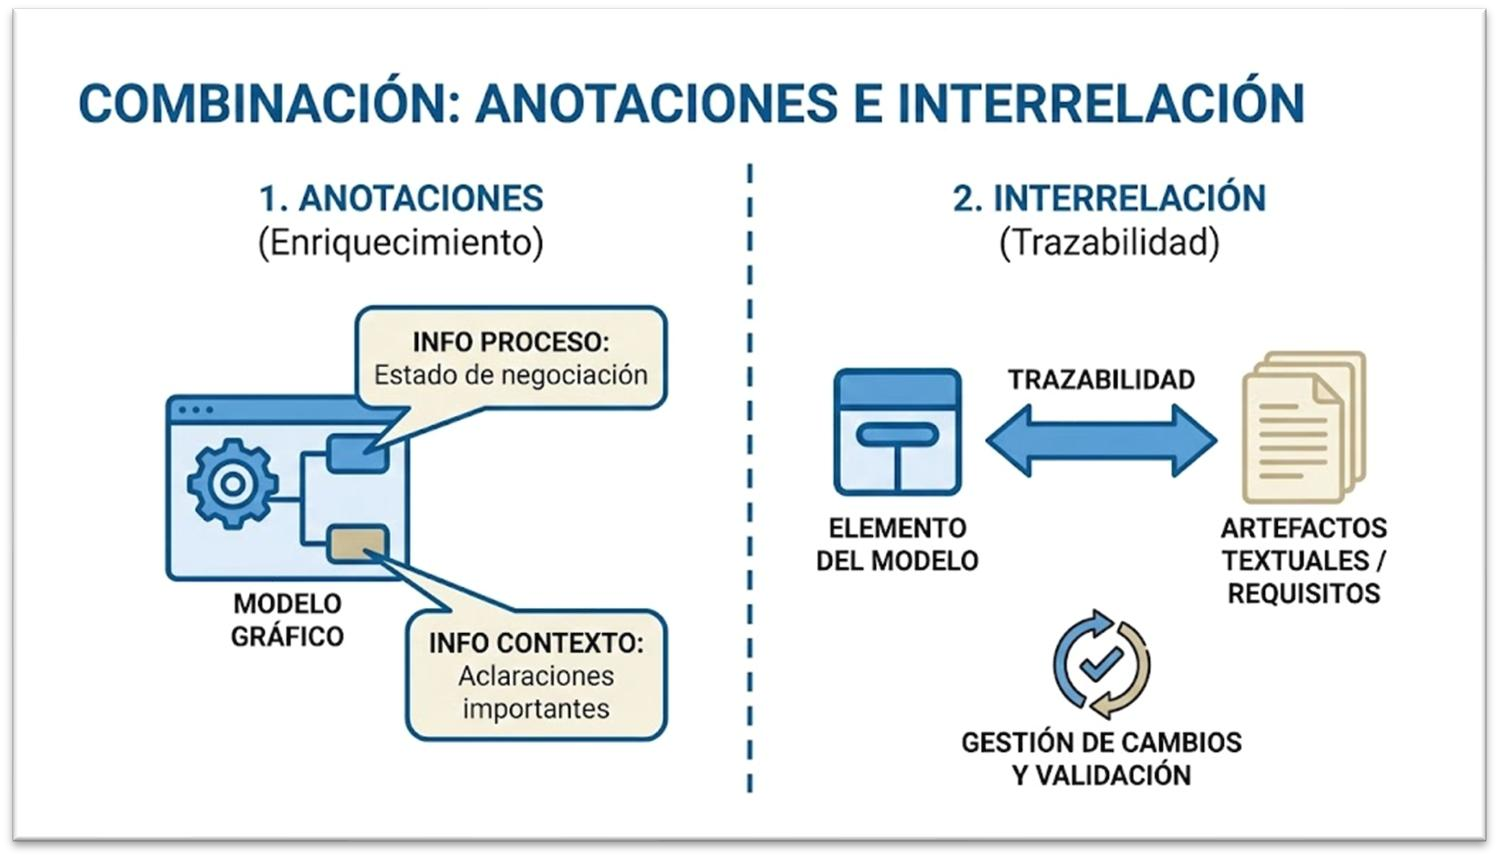 COMBINACIÓN: ANOTACIONES E INTERRELACIÓN
1. ANOTACIONES
(Enriquecimiento)
INFO PROCESO:
Estado de negociación
MODELO
GRÁFICO
INFO CONTEXTO:
Aclaraciones
importantes
2. INTERRELACIÓN
(Trazabilidad)
TRAZABILIDAD
ELEMENTO
DEL MODELO
ARTEFACTOS
TEXTUALES /
REQUISITOS
GESTIÓN DE CAMBIOS
Y VALIDACIÓN